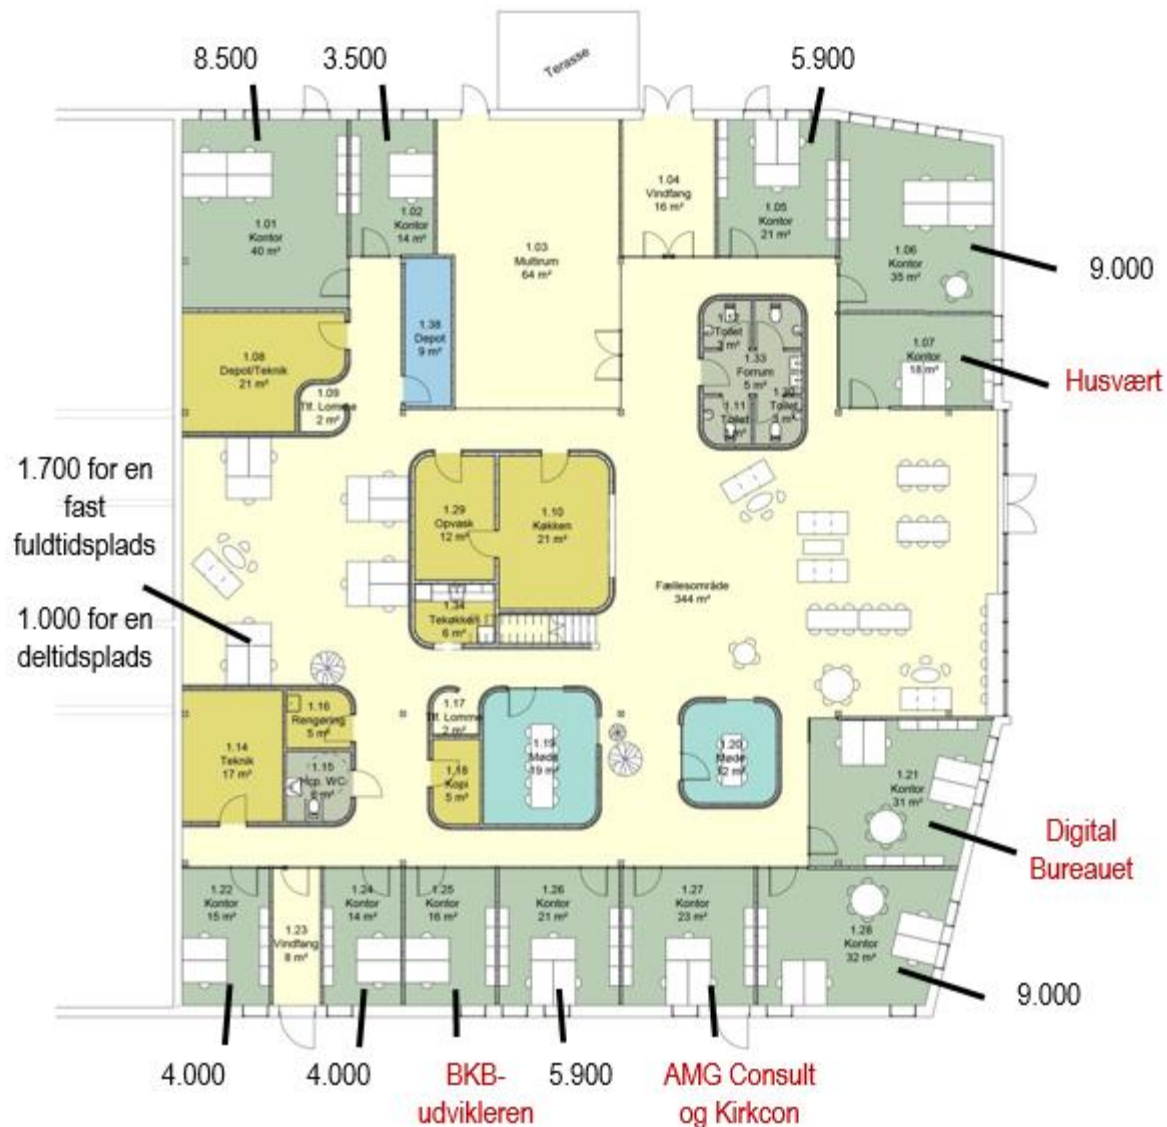 8.500
3.500
5.900
Terasse
1.04
Vindfang
16 m²
1.01
Kontor
40 m²
1.02
Kontor
14 m²
1.03
Multirum
64 m²
1.05
Kontor
21 m²
1.06
Kontor
35 m²
9.000
1.38
Depot
9 m²
1.08
Depot/Teknik
21 m²
1.09
Tlf. Lomme
2 m²
Toilet
3 m²
1.33
Forrum
5 m²
1.11
Toilet
Toilet
1.07
Kontor
18 m²
Husvært
1.700 for en
fast
fuldtidsplads
1.29
Opvask
12 m²
1.10
Køkken
21 m²
Fællesområde
344 m²
1.34
Tekøkken
6 m²
1.000 for en
deltidsplads
1.16
Rengøring
5 m²
1.14
Teknik
17 m²
1.15
Hcp. WC
1.17
Tlf. Lomme
2 m²
1.18
Kopi
5 m²
1.19
Møde
19 m²
1.20
Møde
12 m²
1.21
Kontor
31 m²
Digital
Bureauet
1.22
Kontor
15 m²
1.23
Vindfang
8 m²
1.24
Kontor
14 m²
1.25
Kontor
16 m²
1.26
Kontor
21 m²
1.27
Kontor
23 m²
1.28
Kontor
32 m²
9.000
4.000
4.000
BKB-
udvikleren
5.900
AMG Consult
og Kirkcon